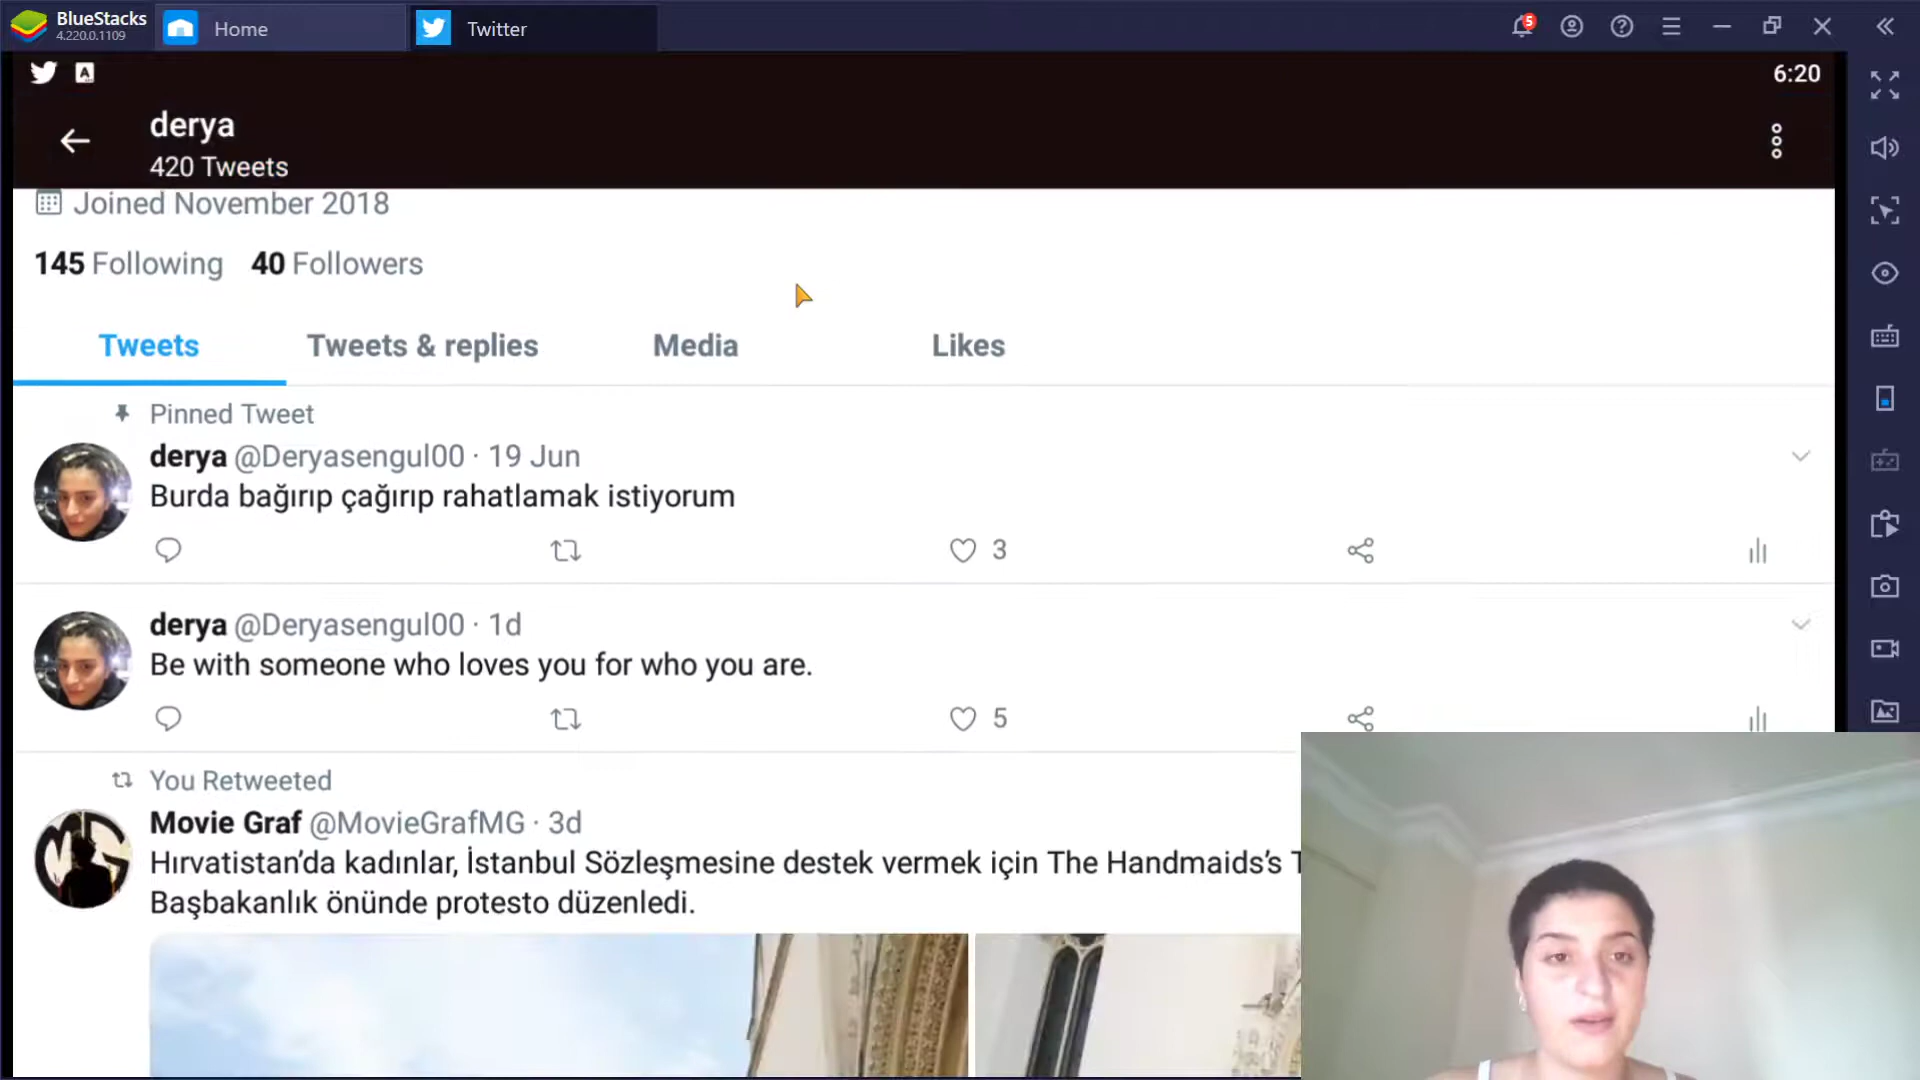 BlueStacks
4.220.0.1109
Home
Twitter
5
6:20
derya
420 Tweets
Joined November 2018
145 Following 40 Followers
Tweets Tweets & replies Media Likes
Pinned Tweet
derya @Deryasengul00 · 19 Jun
Burda bağırıp çağırıp rahatlamak istiyorum
3
derya @Deryasengul00 · 1d
Be with someone who loves you for who you are.
5
You Retweeted
Movie Graf @MovieGrafMG · 3d
Hırvatistan’da kadınlar, İstanbul Sözleşmesine destek vermek için The Handmaids’s
Başbakanlık önünde protesto düzenledi.